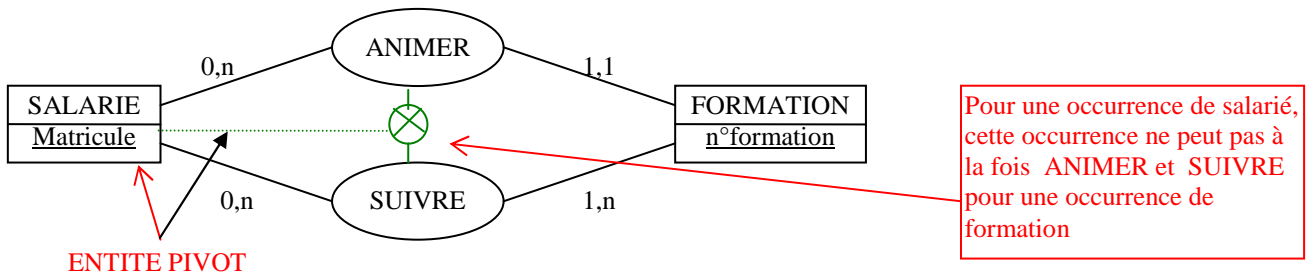 ANIMER
0,n
1,1
SALARIE
Matricule
FORMATION
n°formation
0,n
SUIVRE
1,n
ENTITE PIVOT
Pour une occurrence de salarié,
cette occurrence ne peut pas à
la fois  ANIMER et  SUIVRE
pour une occurrence de
formation